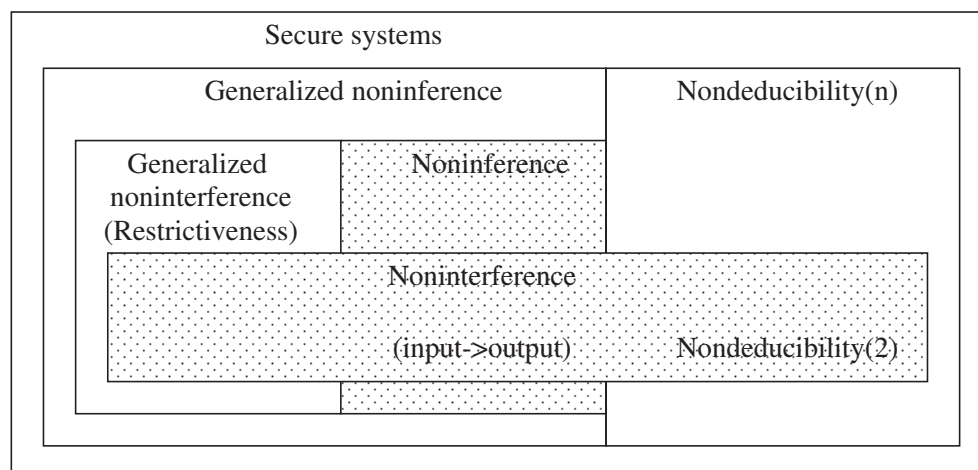 Secure systems
Generalized noninference
Nondeducibility(n)
Generalized
noninterference
(Restrictiveness)
Noninference
Noninterference
(input->output)
Nondeducibility(2)